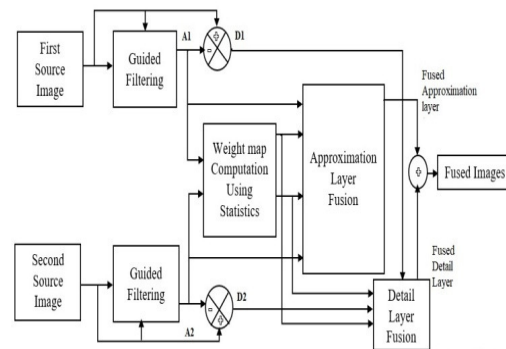 First
Source
Image
Guided
Filtering
A1
D1
Weight map
Computation
Using
Statistics
Approximation
Layer
Fusion
Fused
Approximation
layer
Fused Images
Second
Source
Image
Guided
Filtering
A2
D2
Detail
Layer
Fusion
Fused
Detail
Layer